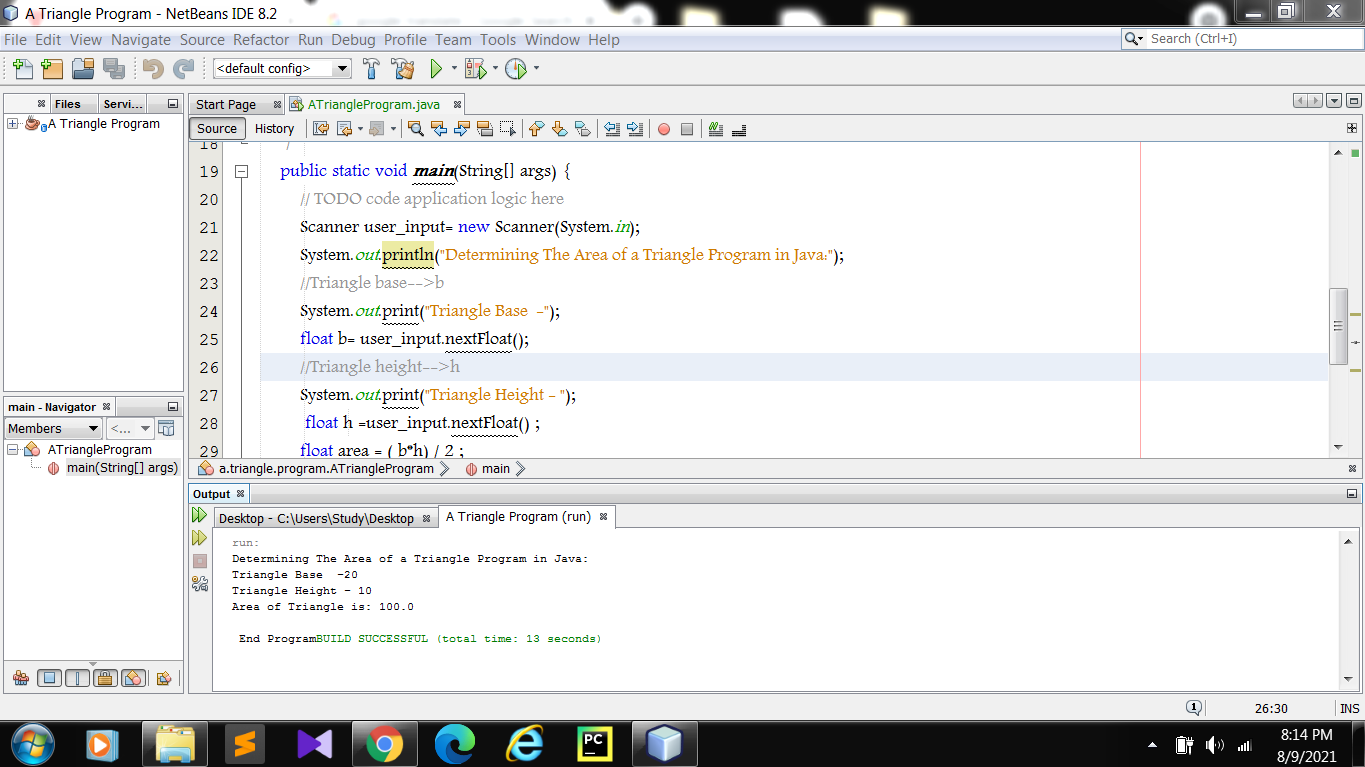 A Triangle Program - NetBeans IDE 8.2
File Edit View Navigate Source Refactor Run Debug Profile Team Tools Window Help
Search (Ctrl+I)
<default config>
Files Servi...
A Triangle Program
Start Page ATriangleProgram.java
Source History
18
19 public static void main(String[] args) {
20 // TODO code application logic here
21 Scanner user_input= new Scanner(System.in);
22 System.out.println("Determining The Area of a Triangle Program in Java:");
23 //Triangle base-->b
24 System.out.print("Triangle Base  -");
25 float b= user_input.nextFloat();
26 //Triangle height-->h
27 System.out.print("Triangle Height - ");
28 float h =user_input.nextFloat() ;
29 float area = ( b*h) / 2 ;
a.triangle.program.ATriangleProgram main
main - Navigator
Members <...
ATriangleProgram
main(String[] args)
Output
Desktop - C:\Users\Study\Desktop A Triangle Program (run)
run:
Determining The Area of a Triangle Program in Java:
Triangle Base  -20
Triangle Height - 10
Area of Triangle is: 100.0
End ProgramBUILD SUCCESSFUL (total time: 13 seconds)
1 26:30 INS
PC
8:14 PM
8/9/2021